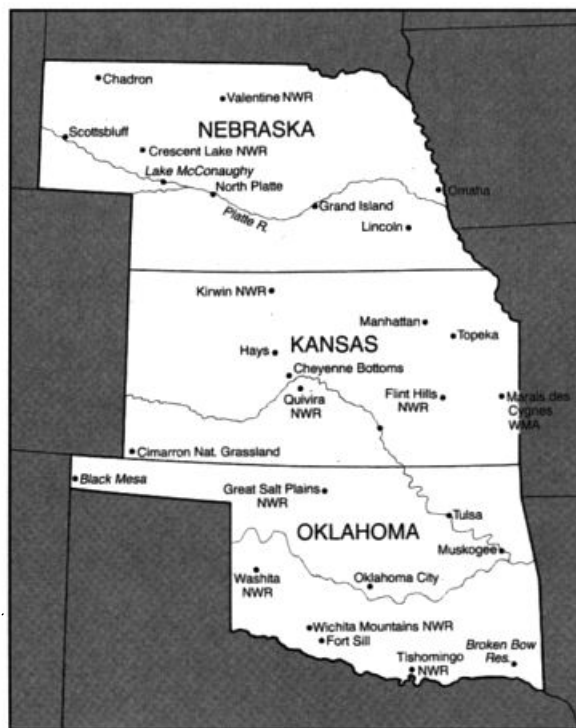 Chadron
Valentine NWR
NEBRASKA
Scottsbluff
Crescent Lake NWR
Lake McConaughy
North Platte
Omaha
Platte R.
Grand Island
Lincoln
Kirwin NWR
Manhattan
Topeka
Hays
KANSAS
Cheyenne Bottoms
Quivira
NWR
Flint Hills
NWR
Marais des
Cygnes
WMA
Cimarron Nat. Grassland
Black Mesa
Great Salt Plains
NWR
Tulsa
OKLAHOMA
Muskogee
Washita
NWR
Oklahoma City
Wichita Mountains NWR
Fort Sill
Broken Bow
Res.
Tishomingo
NWR